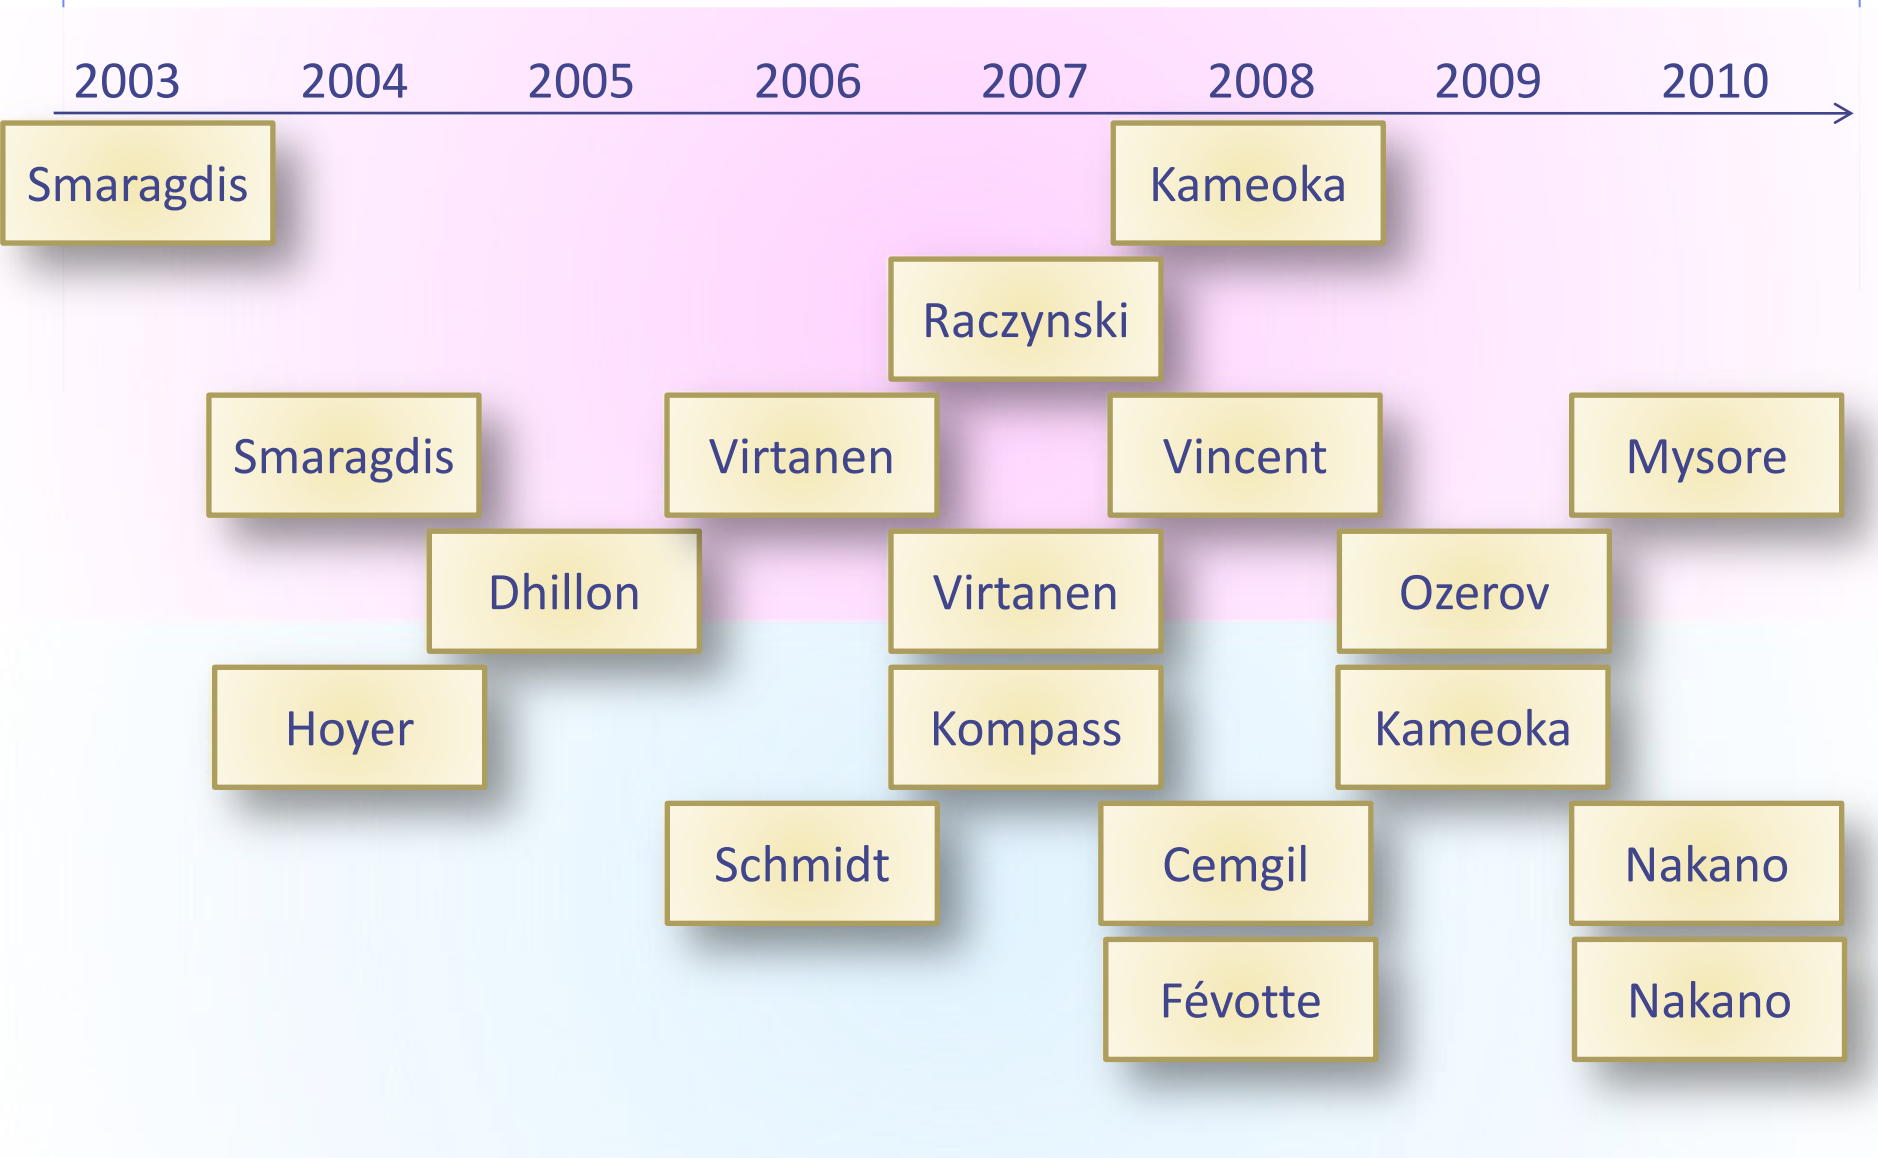 2003 2004 2005 2006 2007 2008 2009 2010
Smaragdis Kameoka
Raczynski
Smaragdis Virtanen Vincent Mysore
Dhillon Virtanen Ozerov
Hoyer Kompass Kameoka
Schmidt Cemgil Nakano
Févotte Nakano